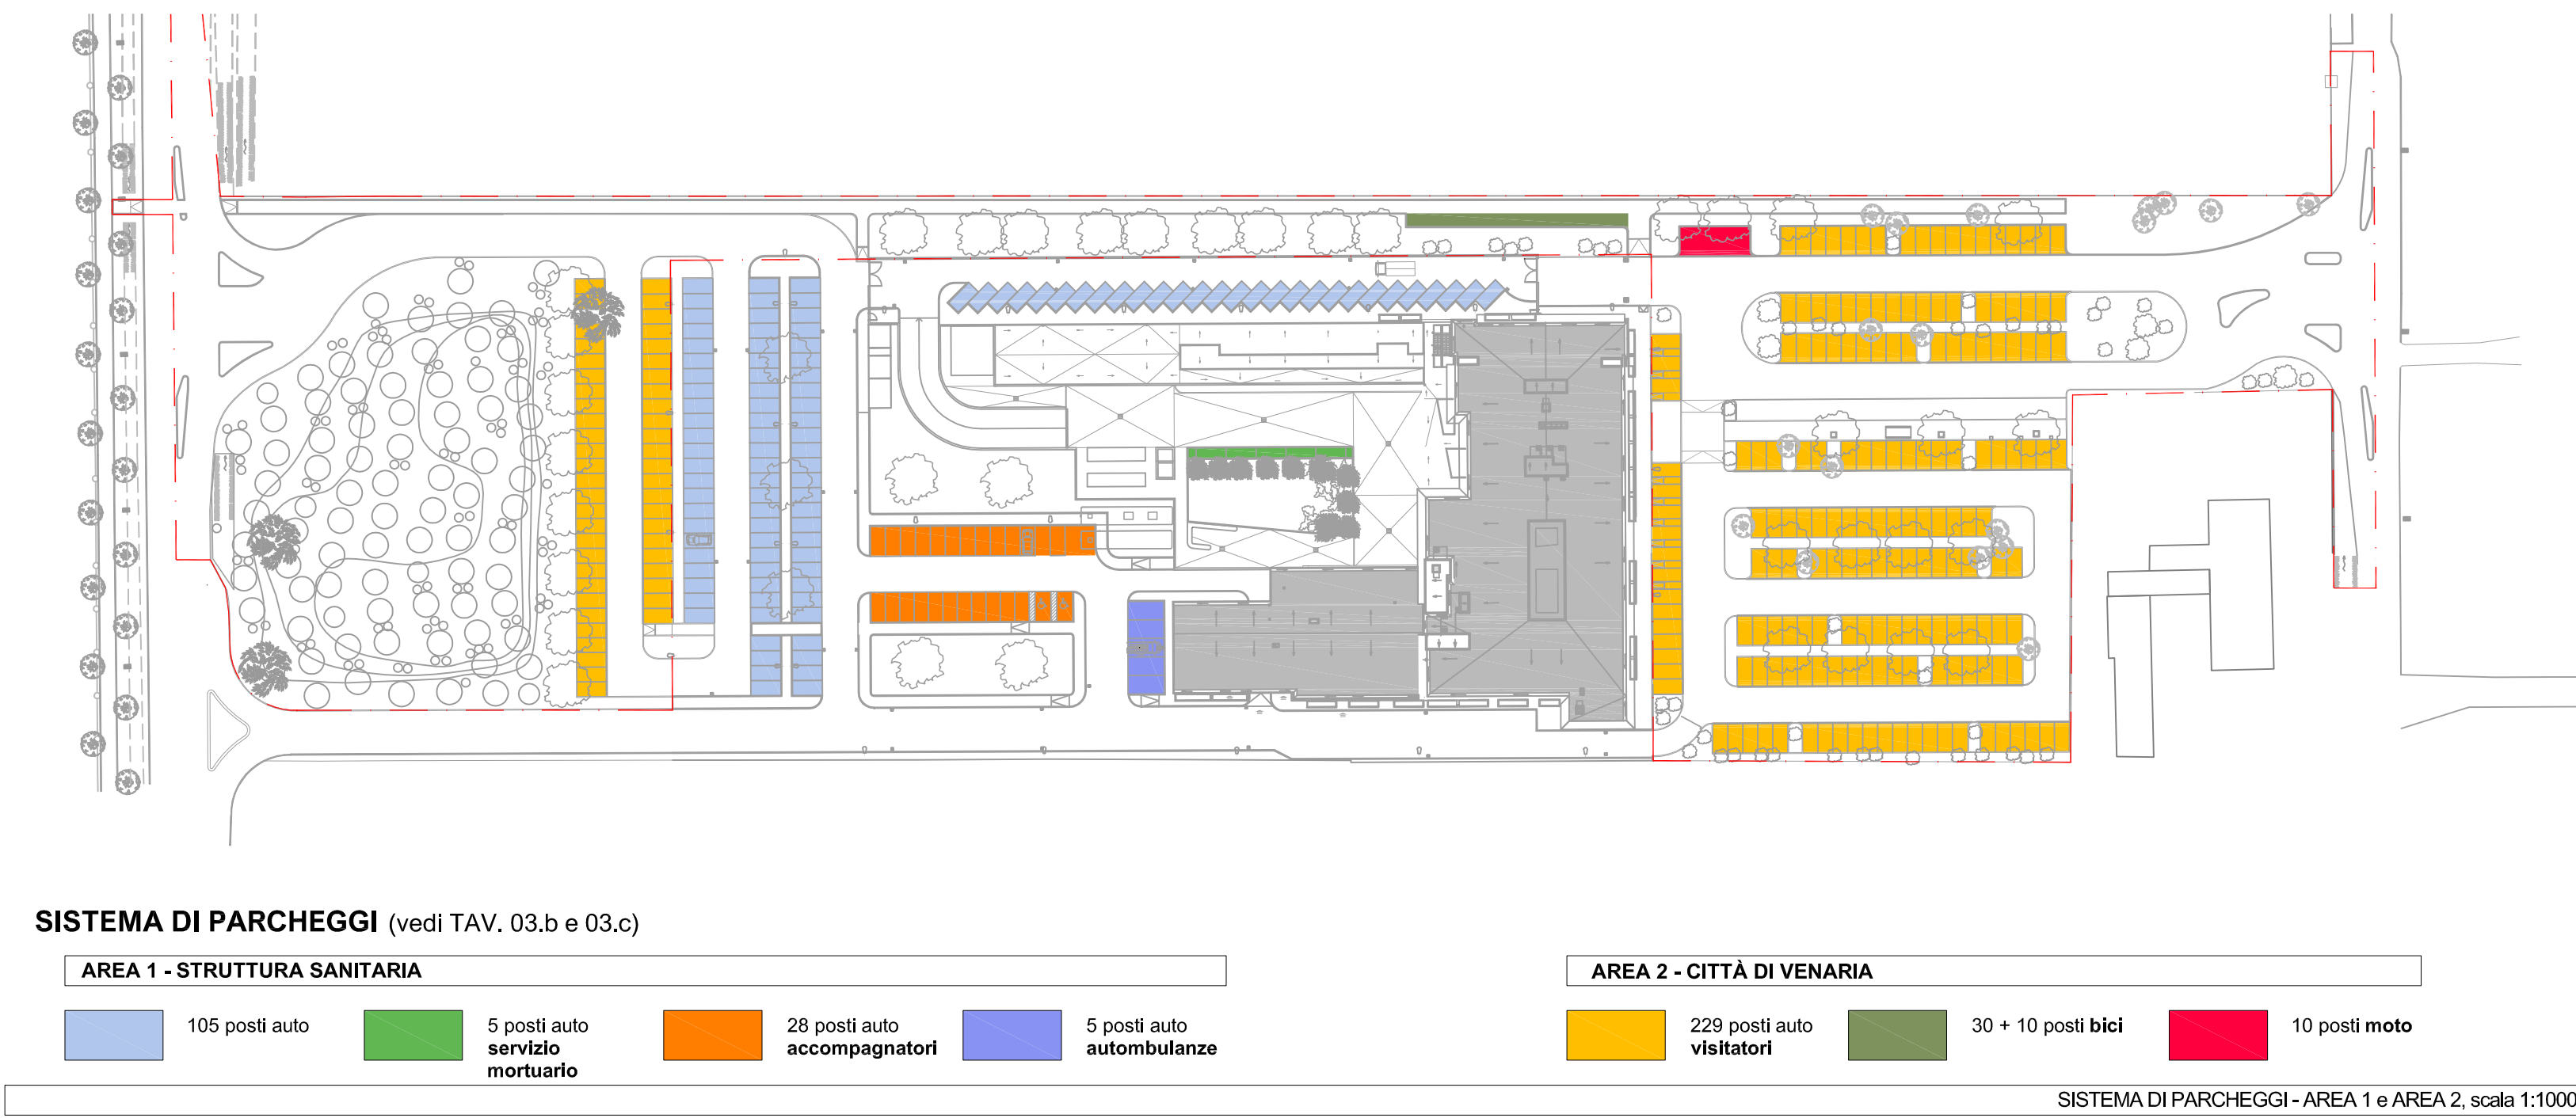 SISTEMA DI PARCHEGGI (vedi TAV. 03.b e 03.c)
AREA 1 - STRUTTURA SANITARIA
105 posti auto
5 posti auto
servizio
mortuario
28 posti auto
accompagnatori
5 posti auto
autombulanze
AREA 2 - CITTÀ DI VENARIA
229 posti auto
visitatori
30 + 10 posti bici
10 posti moto
SISTEMA DI PARCHEGGI - AREA 1 e AREA 2, scala 1:1000